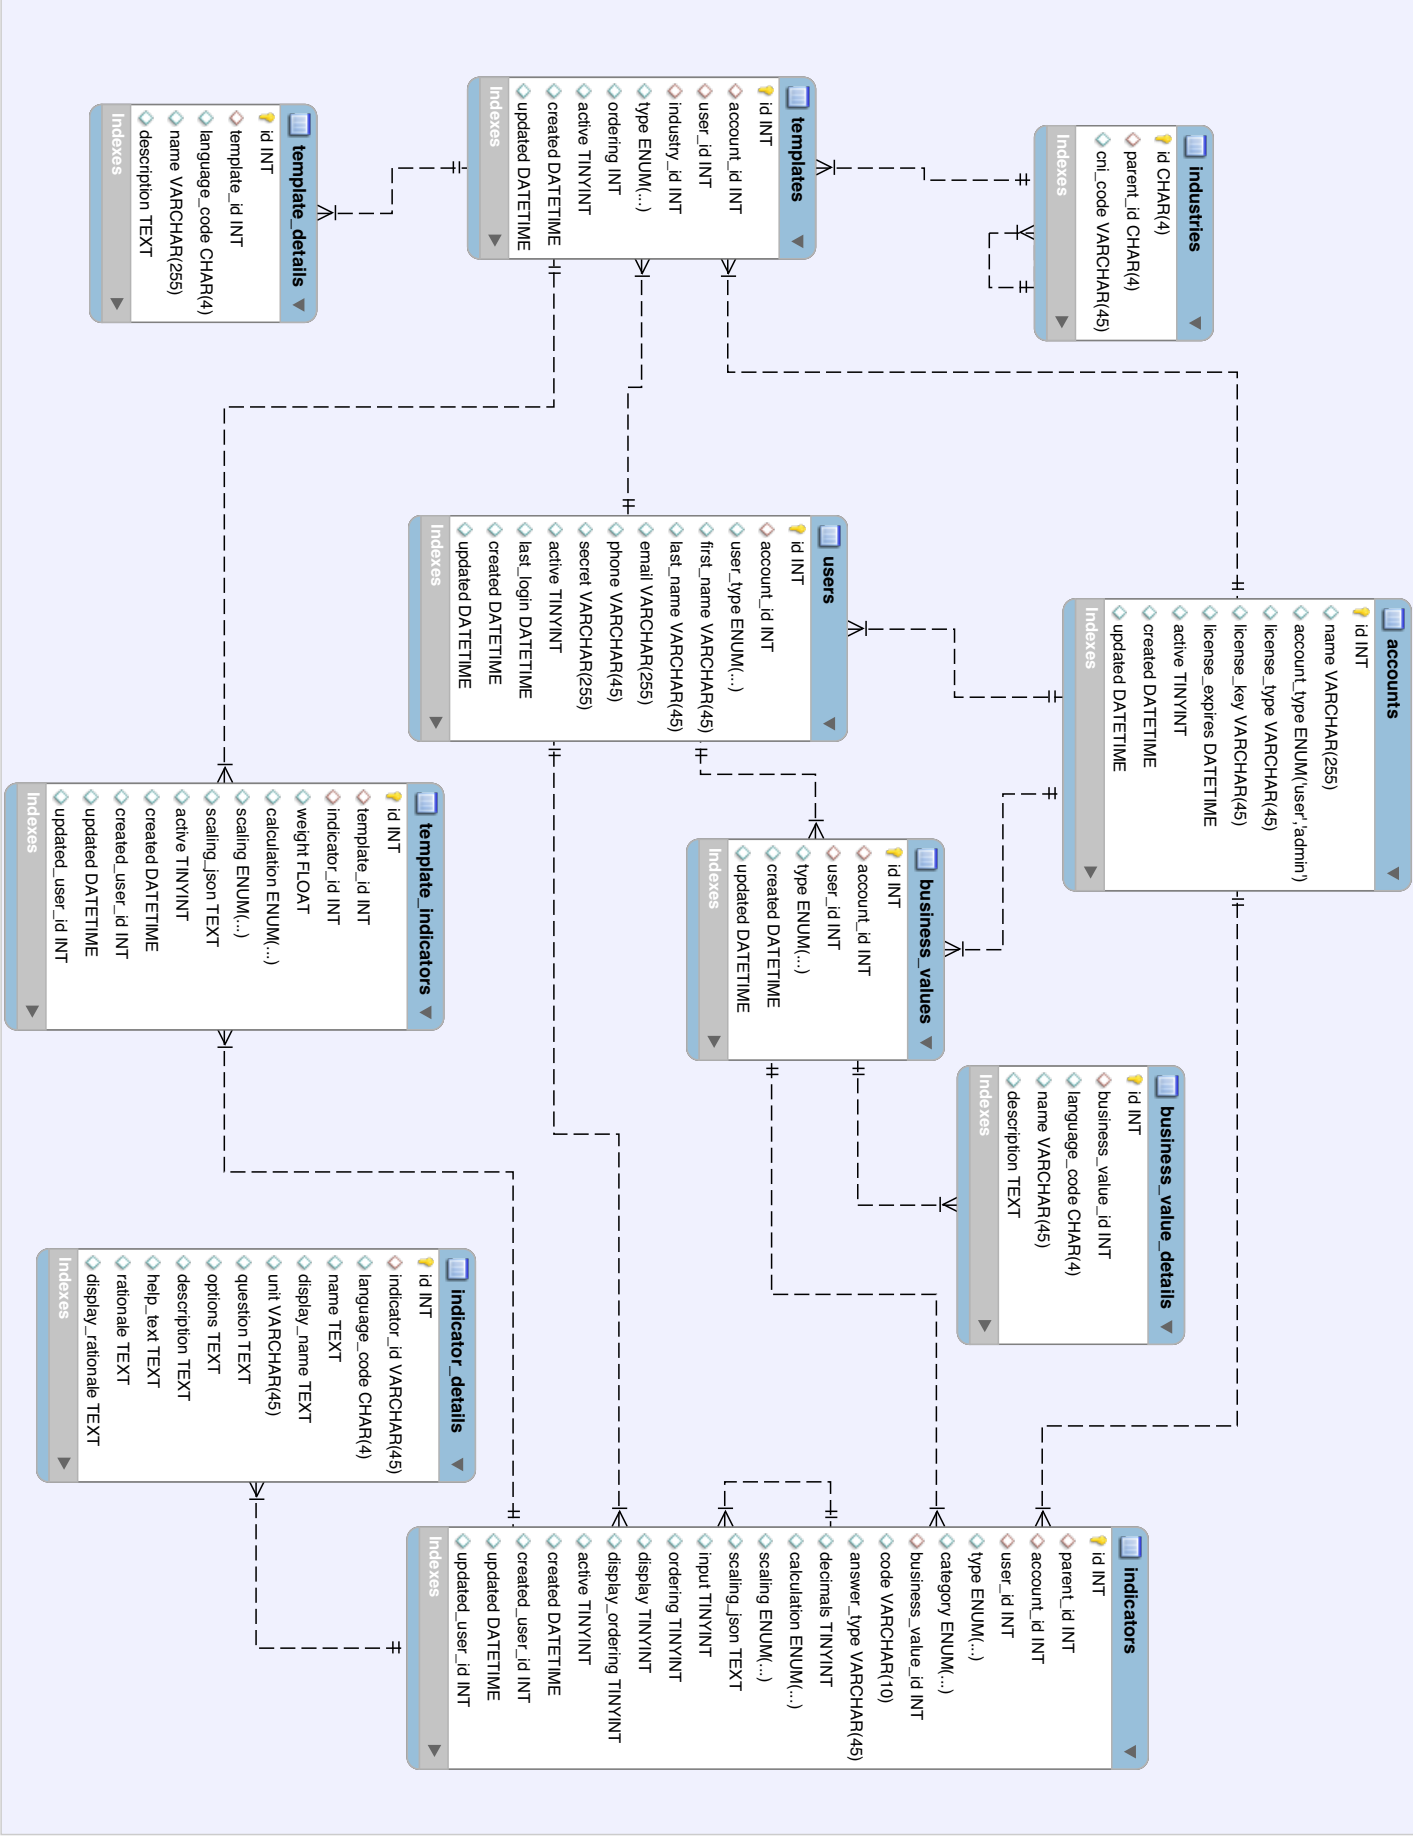 industries
id CHAR(4)
parent_id CHAR(4)
cni_code VARCHAR(45)
Indexes
templates
id INT
account_id INT
user_id INT
industry_id INT
type ENUM(...)
ordering INT
active TINYINT
created DATETIME
updated DATETIME
Indexes
template_details
id INT
template_id INT
language_code CHAR(4)
name VARCHAR(255)
description TEXT
Indexes
accounts
id INT
name VARCHAR(255)
account_type ENUM('user','admin')
license_type VARCHAR(45)
license_key VARCHAR(45)
license_expires DATETIME
active TINYINT
created DATETIME
updated DATETIME
Indexes
users
id INT
account_id INT
user_type ENUM(...)
first_name VARCHAR(45)
last_name VARCHAR(45)
email VARCHAR(255)
phone VARCHAR(45)
secret VARCHAR(255)
active TINYINT
last_login DATETIME
created DATETIME
updated DATETIME
Indexes
business_values
id INT
account_id INT
user_id INT
type ENUM(...)
created DATETIME
updated DATETIME
Indexes
template_indicators
id INT
template_id INT
indicator_id INT
weight FLOAT
calculation ENUM(...)
scaling ENUM(...)
scaling_json TEXT
active TINYINT
created DATETIME
created_user_id INT
updated DATETIME
updated_user_id INT
Indexes
business_value_details
id INT
business_value_id INT
language_code CHAR(4)
name VARCHAR(45)
description TEXT
Indexes
indicator_details
id INT
indicator_id VARCHAR(45)
language_code CHAR(4)
name TEXT
display_name TEXT
unit VARCHAR(45)
question TEXT
options TEXT
description TEXT
help_text TEXT
rationale TEXT
display_rationale TEXT
Indexes
indicators
id INT
parent_id INT
account_id INT
user_id INT
type ENUM(...)
category ENUM(...)
business_value_id INT
code VARCHAR(10)
answer_type VARCHAR(45)
decimals TINYINT
calculation ENUM(...)
scaling ENUM(...)
scaling_json TEXT
input TINYINT
ordering TINYINT
display TINYINT
display_ordering TINYINT
active TINYINT
created DATETIME
created_user_id INT
updated DATETIME
updated_user_id INT
Indexes